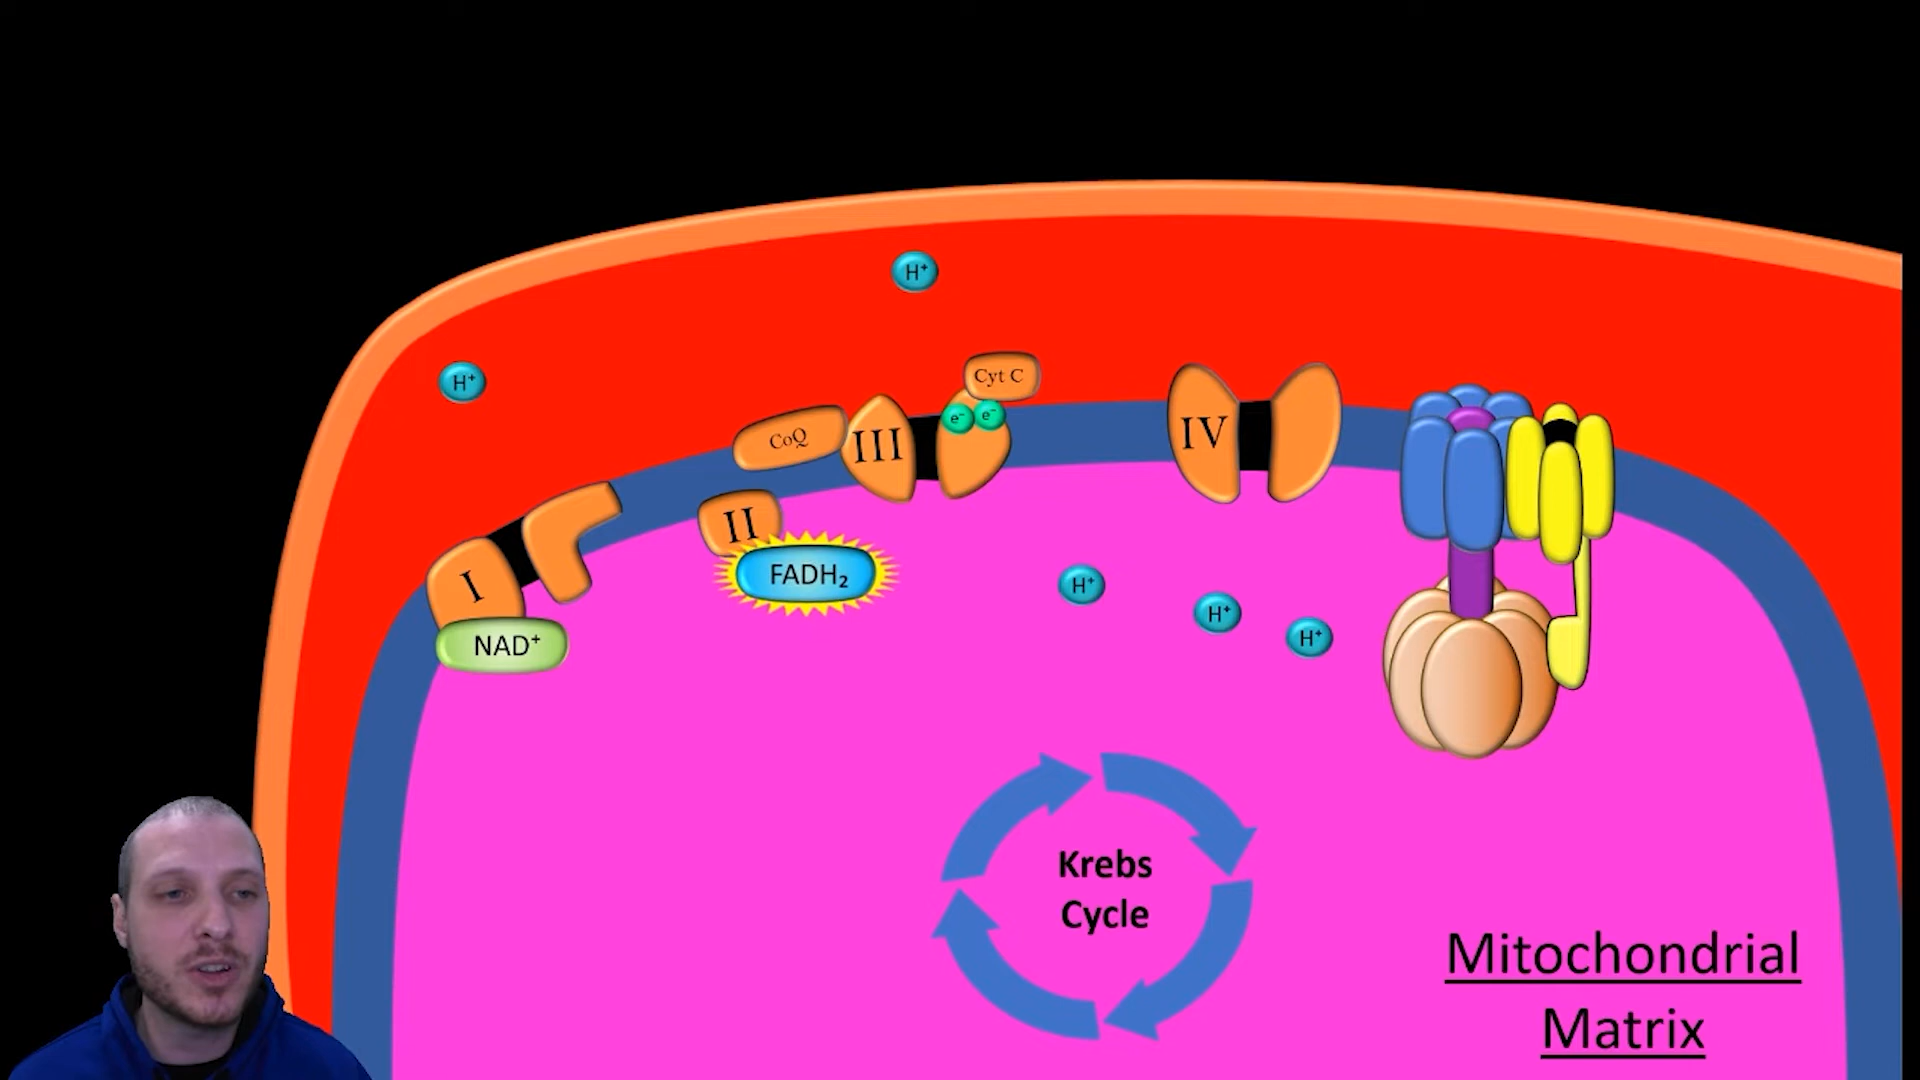 H⁺
H⁺
Cyt C
e⁻ e⁻
CoQ
III
IV
II
I
FADH₂
H⁺
H⁺
H⁺
NAD⁺
Krebs
Cycle
Mitochondrial
Matrix